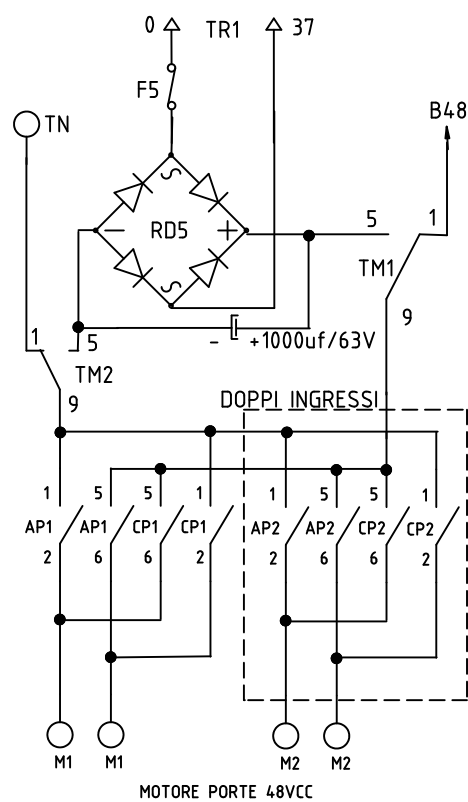 0 TR1 37
F5
TN
B48
RD5
5 1
TM1
- +1000uf/63V
9
1 5
TM2
9
DOPPI INGRESSI
1 5 5 1 1 5 5 1
AP1 AP1 CP1 CP1 AP2 AP2 CP2 CP2
2 6 6 2 2 6 6 2
M1 M1 M2 M2
MOTORE PORTE 48VCC